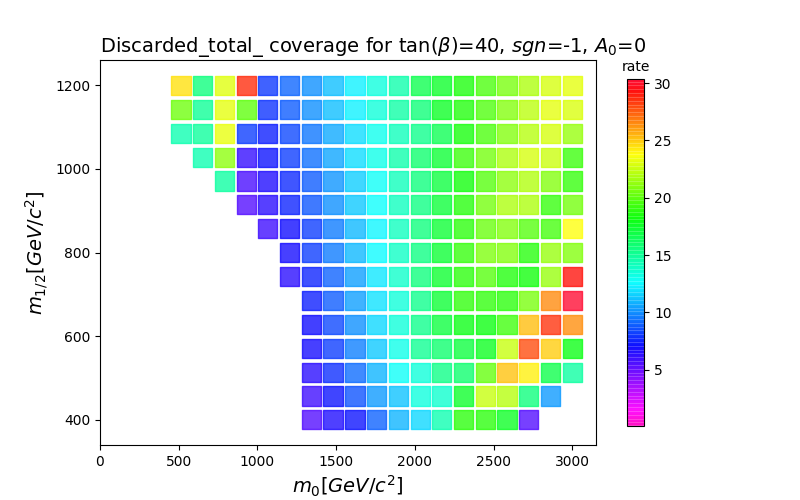 Discarded_total_ coverage for tan(β)=40, sgn=-1, A₀=0
rate
1200
1000
800
600
400
m₁/₂[GeV/c²]
0 500 1000 1500 2000 2500 3000
m₀[GeV/c²]
30
25
20
15
10
5